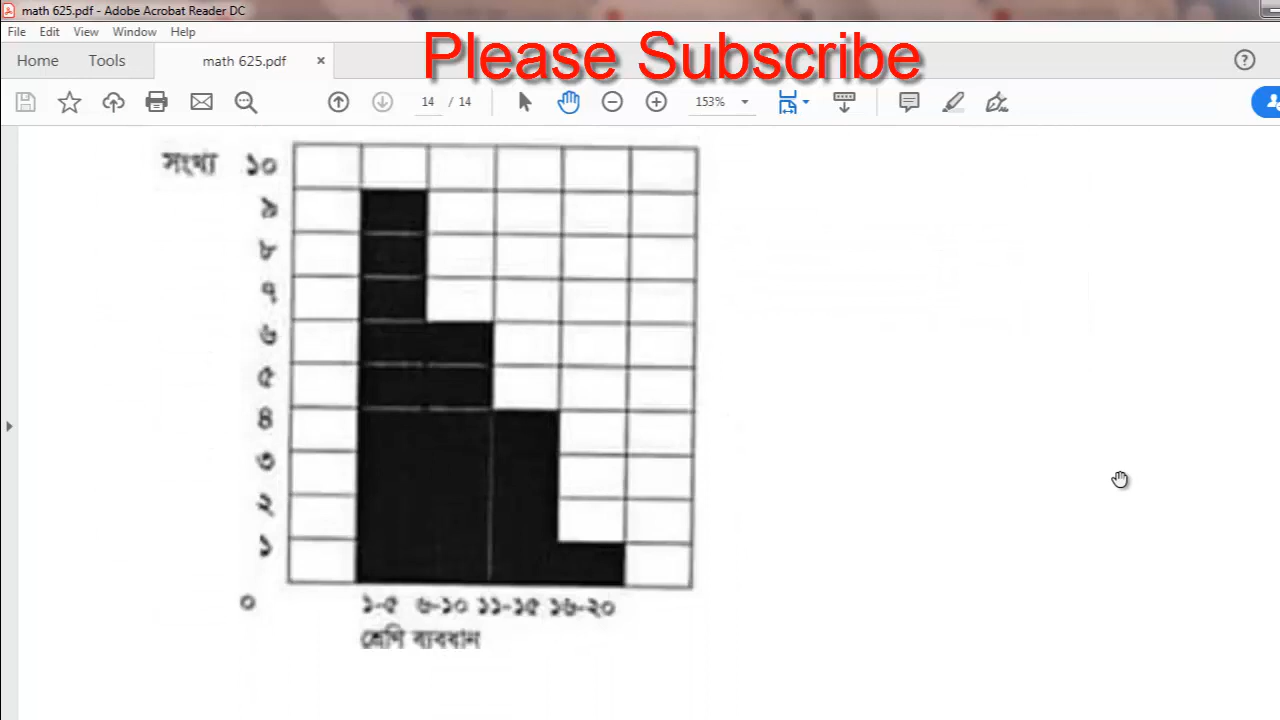 math 625.pdf - Adobe Acrobat Reader DC
File Edit View Window Help
Please Subscribe
Home Tools math 625.pdf ×
14 / 14 153%
সংখ্যা ১০
৯
৮
৭
৬
৫
৪
৩
২
১
০
১-৫ ৬-১০ ১১-১৫ ১৬-২০
শ্রেণি ব্যবধান